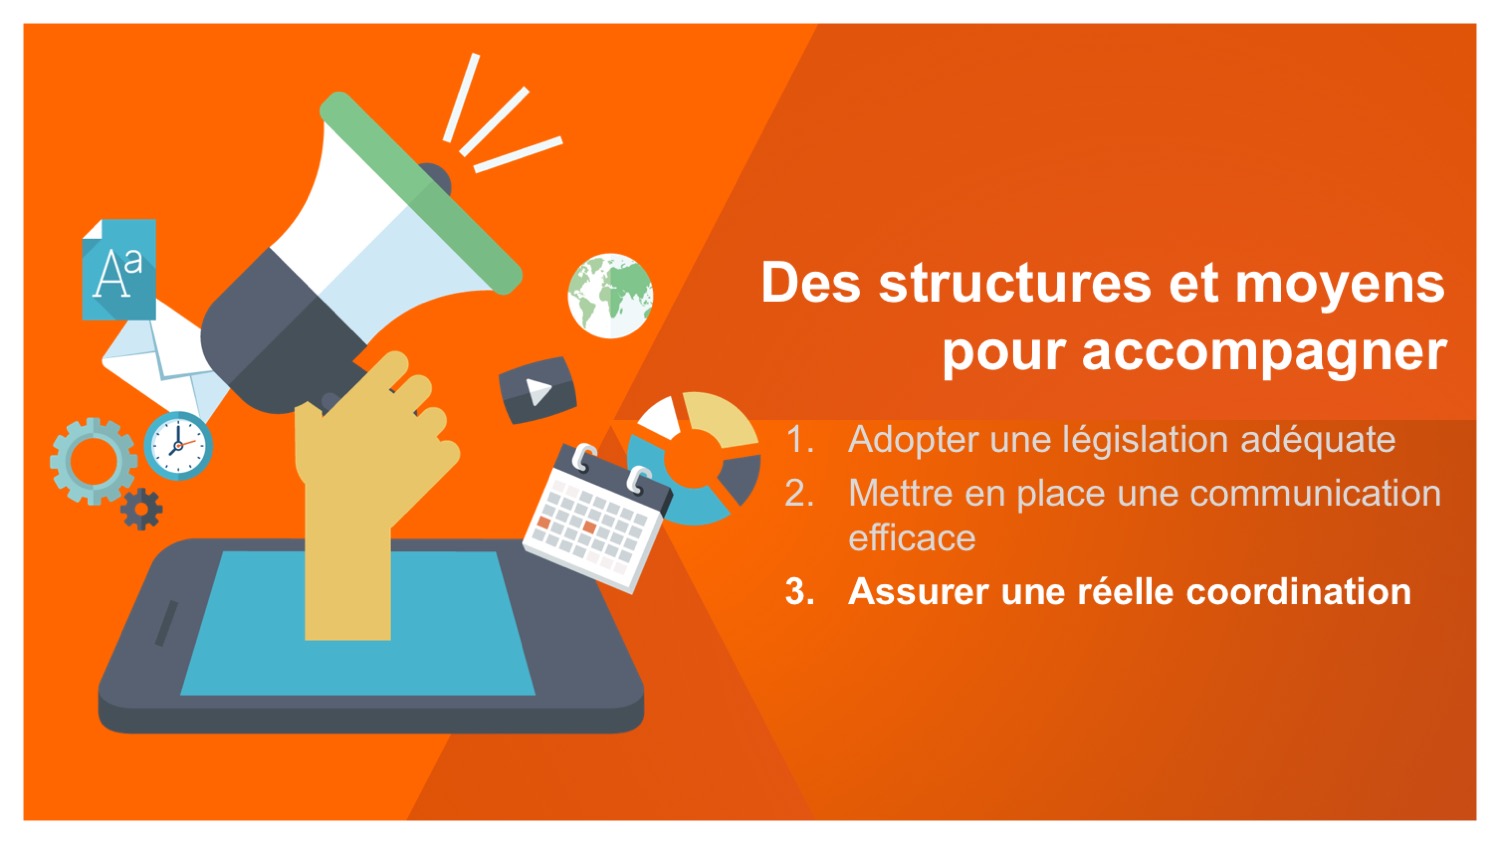 Aa
Des structures et moyens
pour accompagner
1. Adopter une législation adéquate
2. Mettre en place une communication
efficace
3. Assurer une réelle coordination